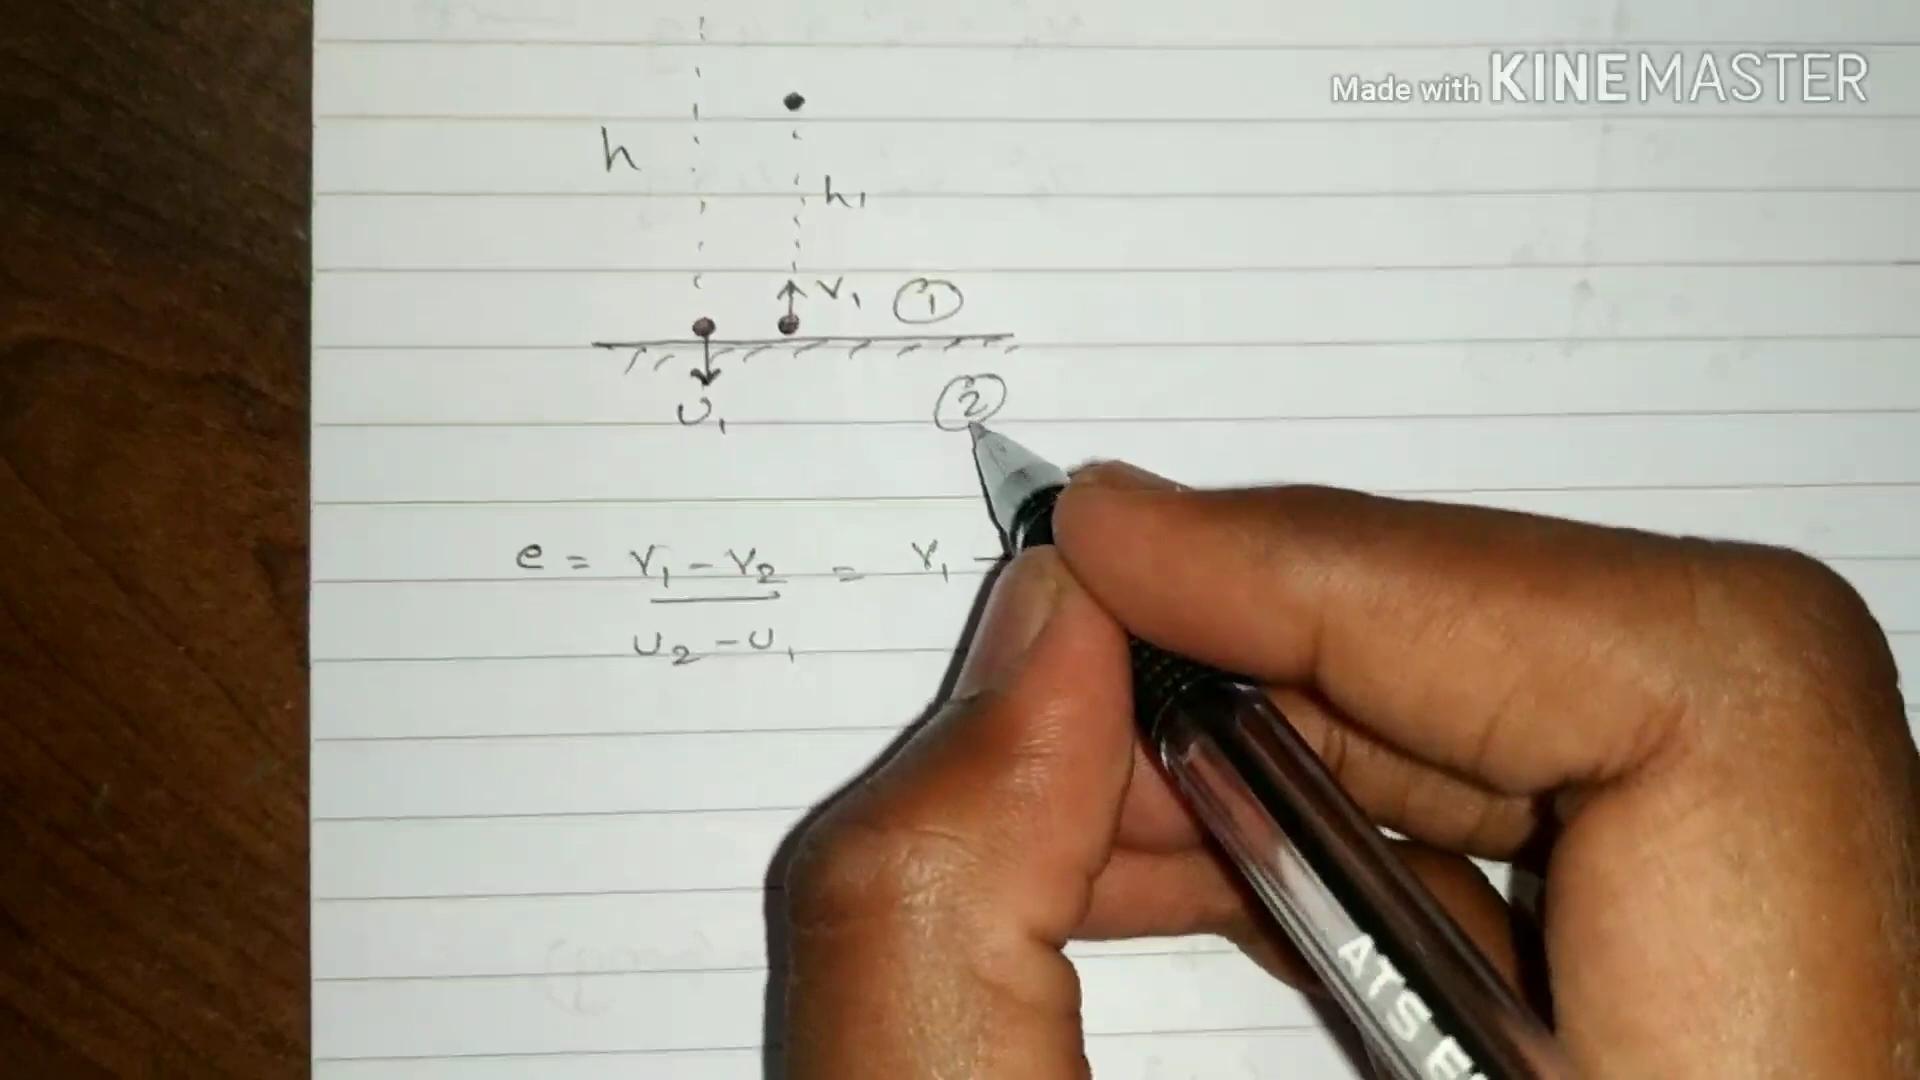 Made with KINEMASTER
h
h₁
v₁ ①
②
u₁
e = v₁ - v₂ = v₁ -
u₂ - u₁